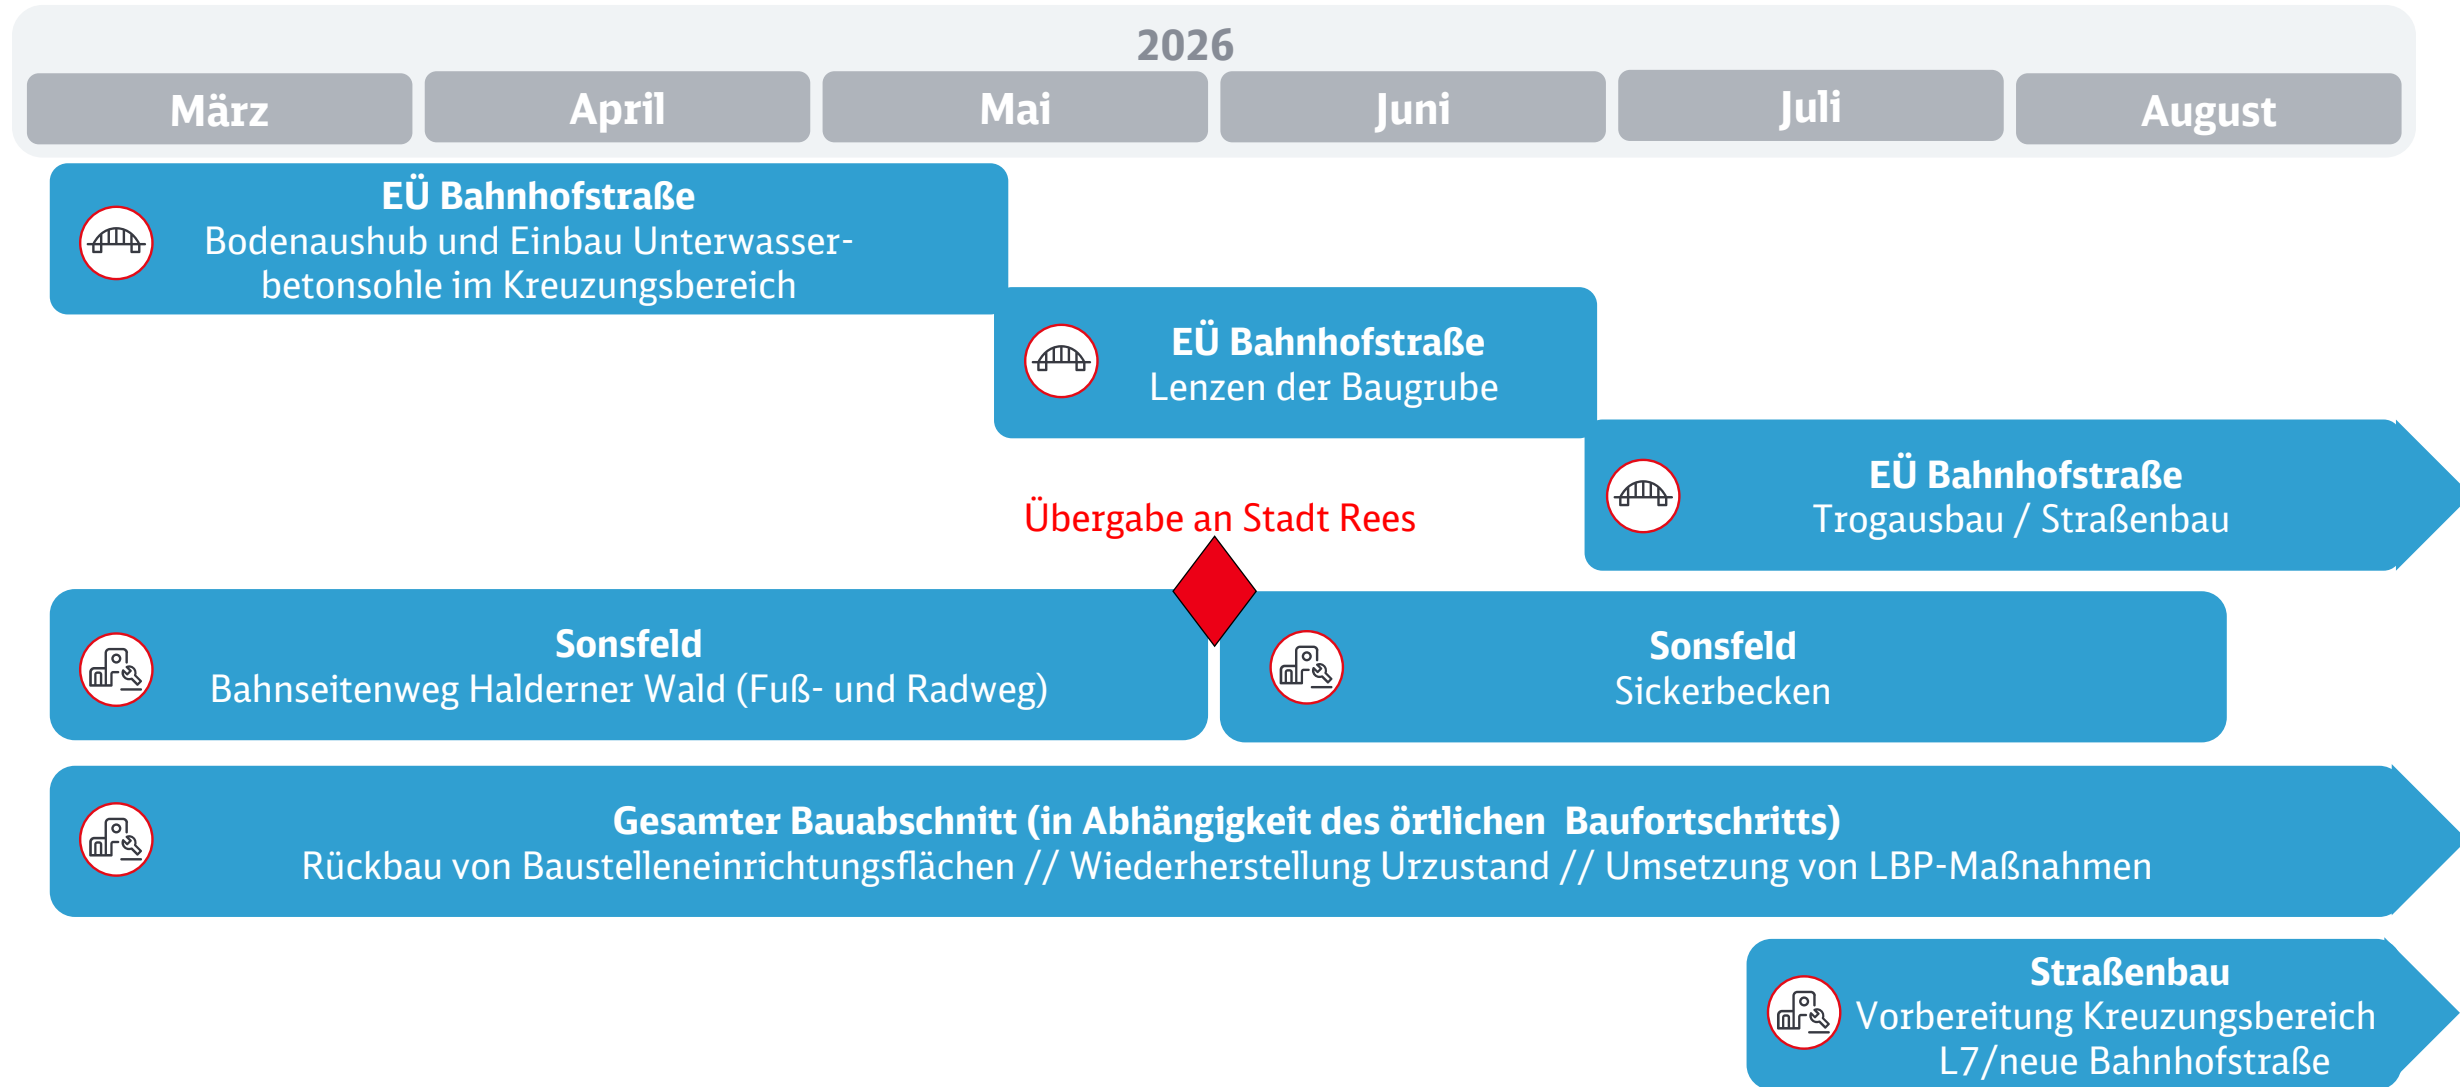 2026
März
April
Mai
Juni
Juli
August
EÜ Bahnhofstraße
Bodenaushub und Einbau Unterwasser-
betonsohle im Kreuzungsbereich
EÜ Bahnhofstraße
Lenzen der Baugrube
EÜ Bahnhofstraße
Trogausbau / Straßenbau
Übergabe an Stadt Rees
Sonsfeld
Bahnseitenweg Halderner Wald (Fuß- und Radweg)
Sonsfeld
Sickerbecken
Gesamter Bauabschnitt (in Abhängigkeit des örtlichen  Baufortschritts)
Rückbau von Baustelleneinrichtungsflächen // Wiederherstellung Urzustand // Umsetzung von LBP-Maßnahmen
Straßenbau
Vorbereitung Kreuzungsbereich
L7/neue Bahnhofstraße